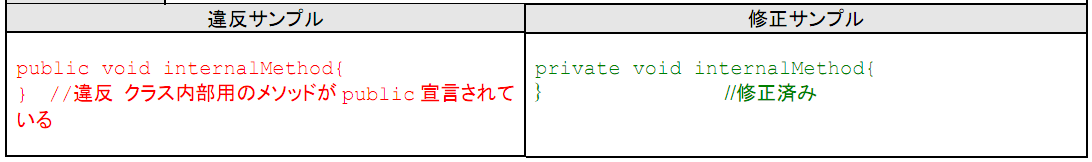 違反サンプル
修正サンプル
public void internalMethod{
} //違反 クラス内部用のメソッドが public 宣言されて
いる
private void internalMethod{
} //修正済み